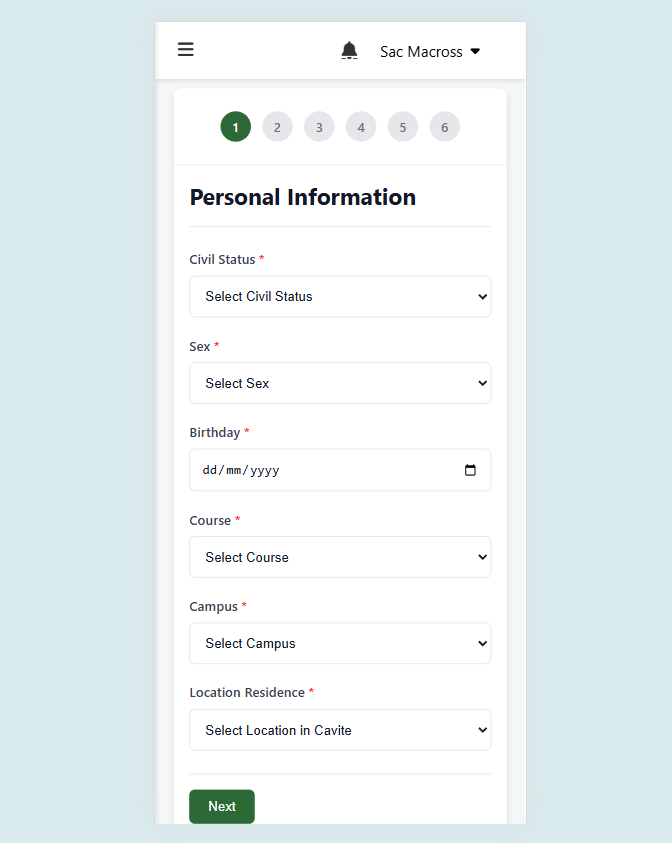 Sac Macross
1 2 3 4 5 6
Personal Information
Civil Status *
Select Civil Status
Sex *
Select Sex
Birthday *
dd/mm/yyyy
Course *
Select Course
Campus *
Select Campus
Location Residence *
Select Location in Cavite
Next